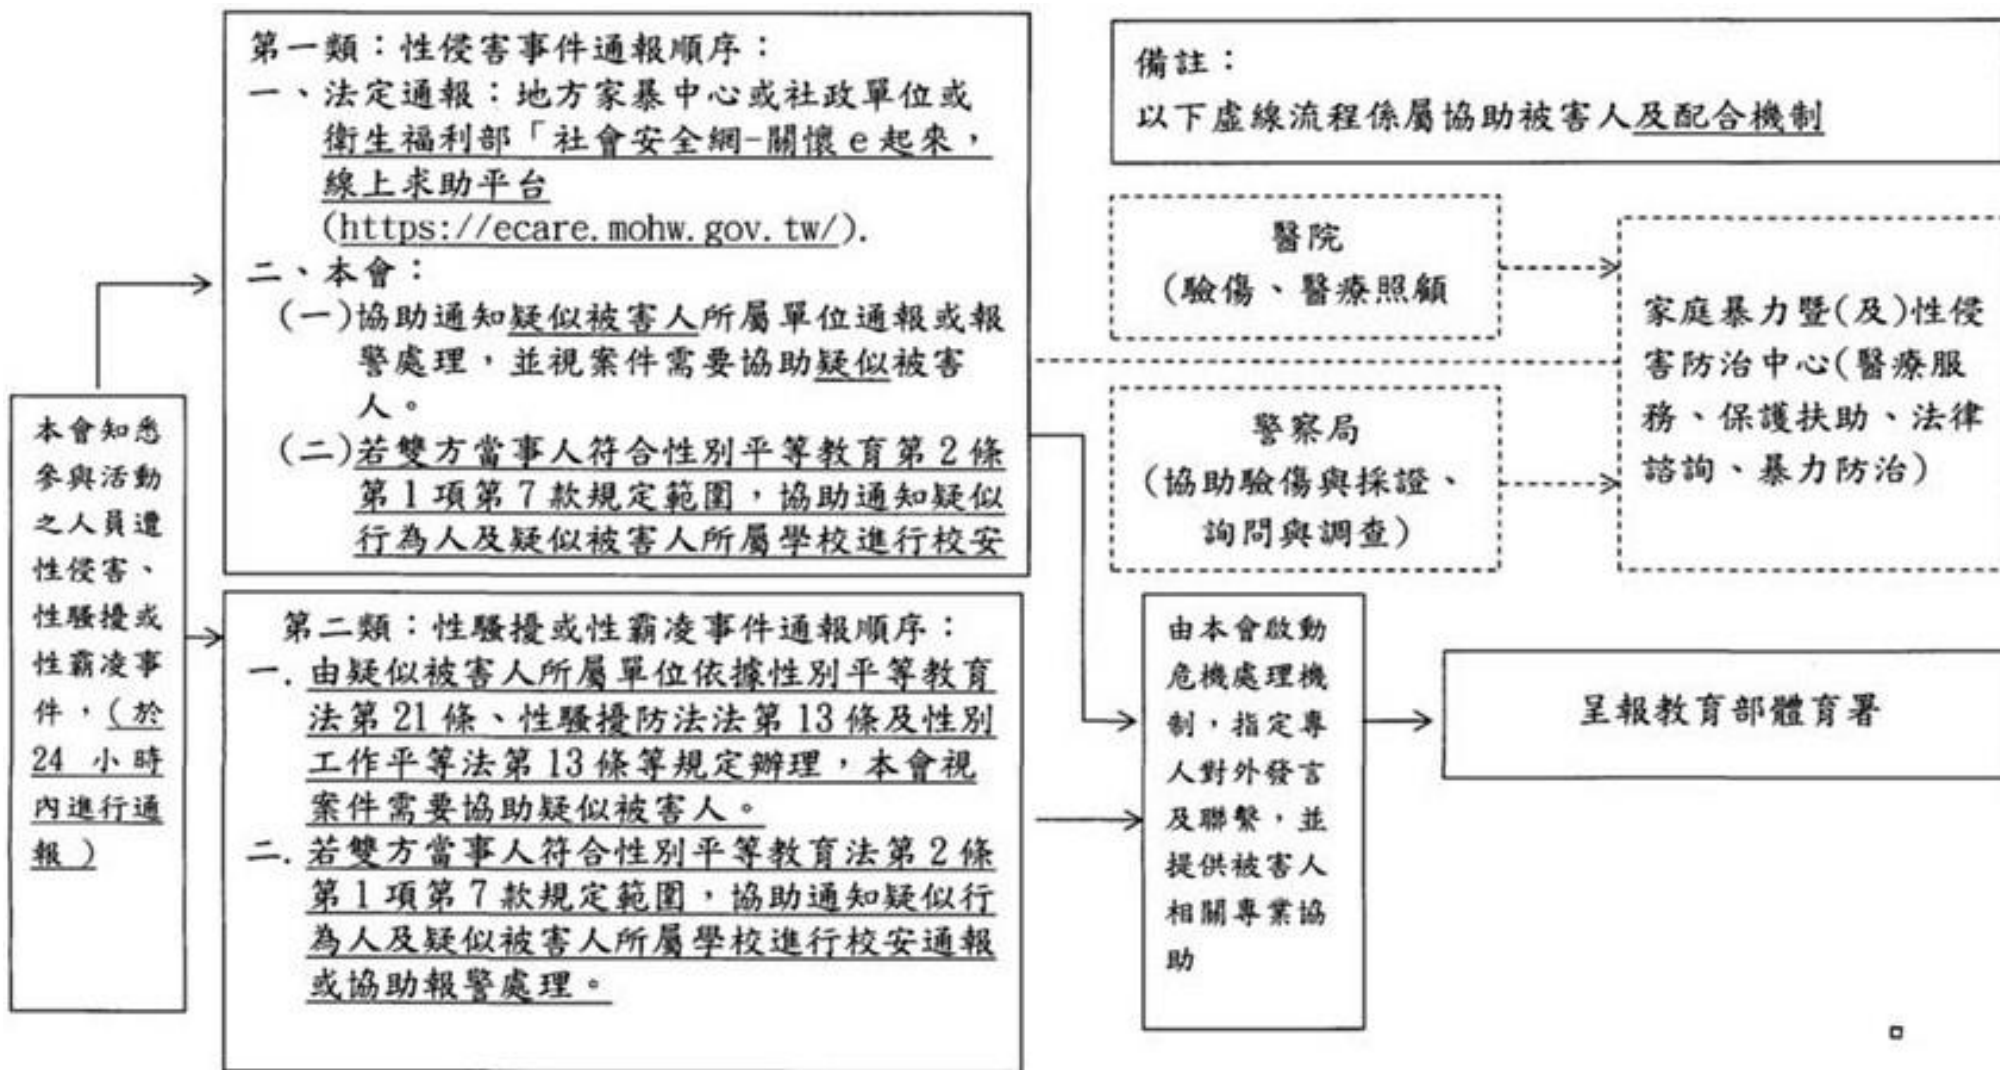 本會知悉
參與活動
之人員遭
性侵害、
性騷擾或
性霸凌事
件，(於
24 小時
內進行通
報)
第一類：性侵害事件通報順序：
一、法定通報：地方家暴中心或社政單位或
衛生福利部「社會安全網-關懷 e 起來，
線上求助平台
(https://ecare.mohw.gov.tw/).
二、本會：
(一)協助通知疑似被害人所屬單位通報或報
警處理，並視案件需要協助疑似被害
人。
(二)若雙方當事人符合性別平等教育第 2 條
第 1 項第 7 款規定範圍，協助通知疑似
行為人及疑似被害人所屬學校進行校安
第二類：性騷擾或性霸凌事件通報順序：
一. 由疑似被害人所屬單位依據性別平等教育
法第 21 條、性騷擾防法法第 13 條及性別
工作平等法第 13 條等規定辦理，本會視
案件需要協助疑似被害人。
二. 若雙方當事人符合性別平等教育法第 2 條
第 1 項第 7 款規定範圍，協助通知疑似行
為人及疑似被害人所屬學校進行校安通報
或協助報警處理。
備註：
以下虛線流程係屬協助被害人及配合機制
醫院
(驗傷、醫療照顧
警察局
(協助驗傷與採證、
詢問與調查)
家庭暴力暨(及)性侵
害防治中心(醫療服
務、保護扶助、法律
諮詢、暴力防治)
由本會啟動
危機處理機
制，指定專
人對外發言
及聯繫，並
提供被害人
相關專業協
助
呈報教育部體育署